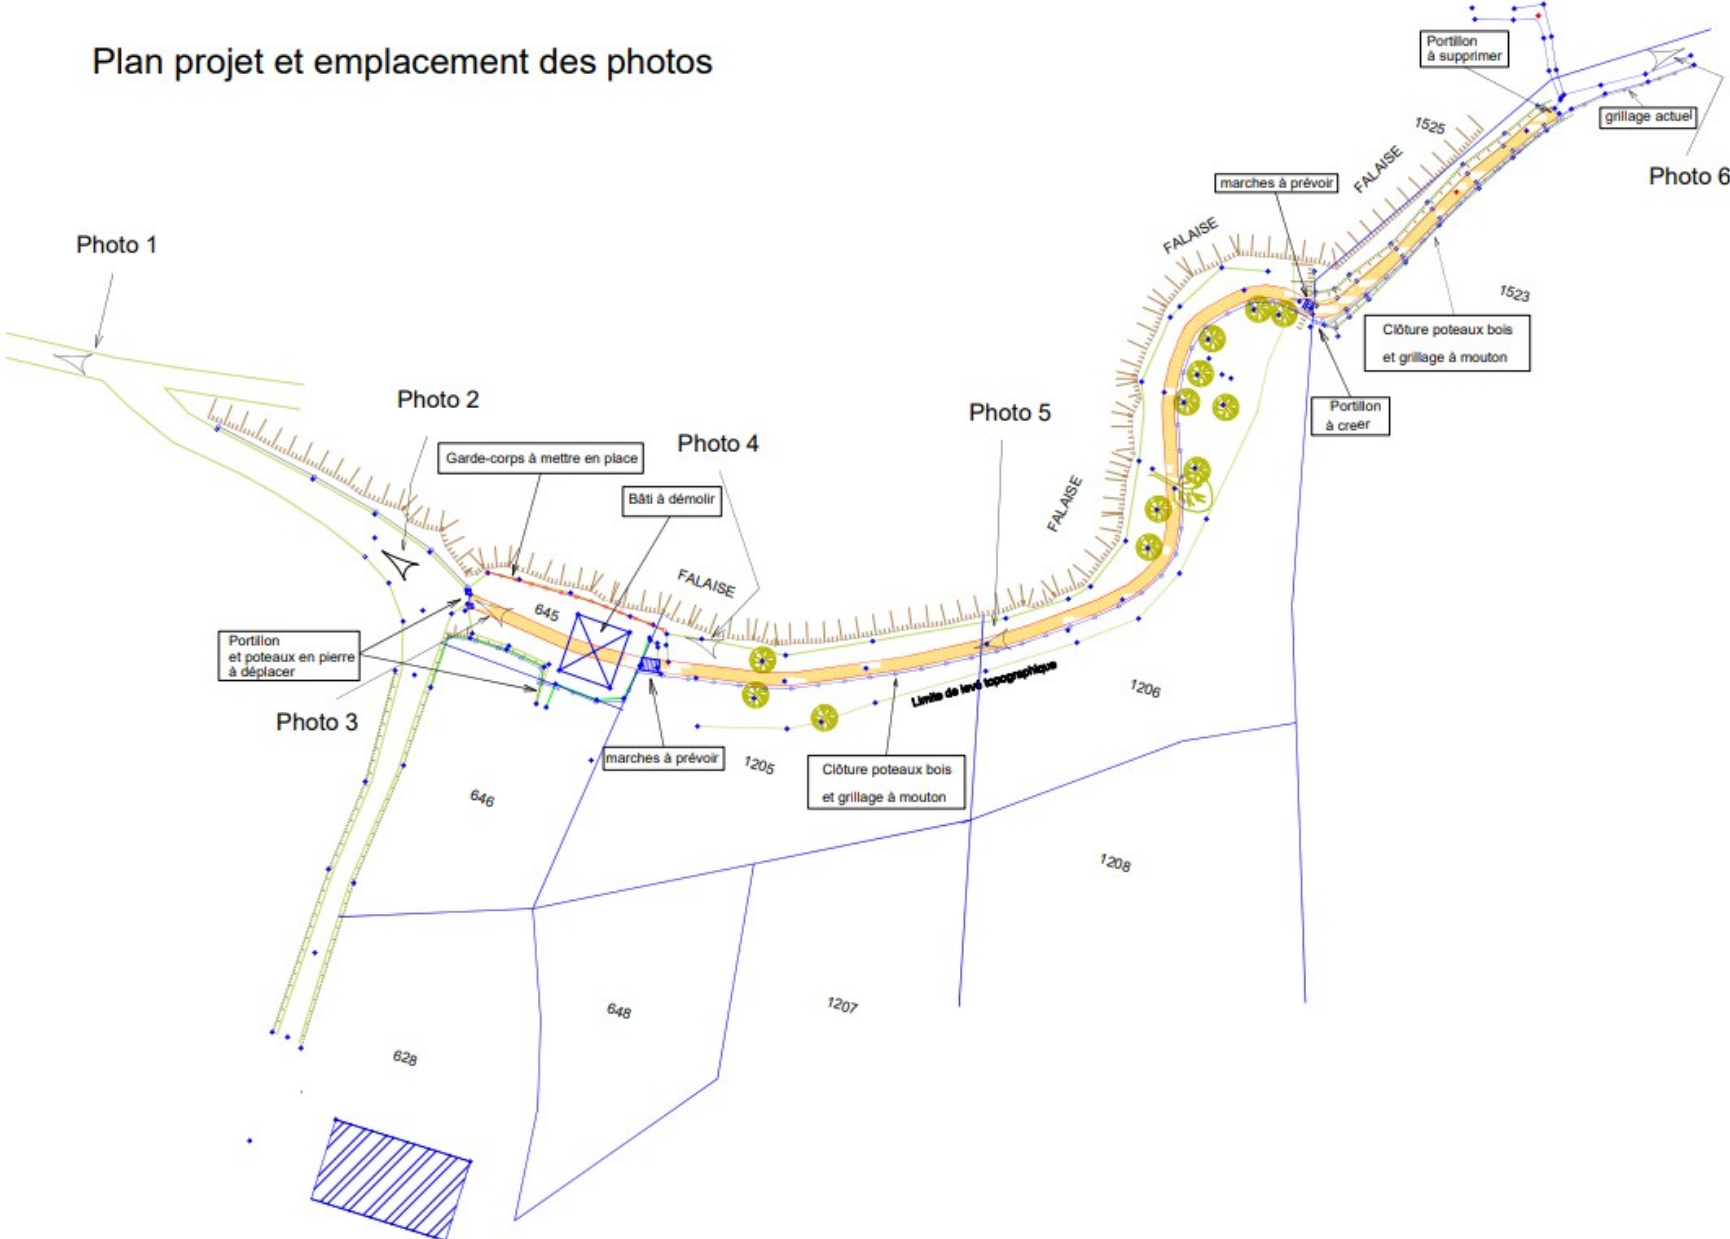 Plan projet et emplacement des photos
Portillon
à supprimer
grillage actuel
1525
FALAISE
Photo 6
marches à prévoir
FALAISE
Photo 1
1523
Clôture poteaux bois
et grillage à mouton
Photo 2
Photo 5
Portillon
à creer
Photo 4
Garde-corps à mettre en place
Bâti à démolir
FALAISE
FALAISE
645
Portillon
et poteaux en pierre
à déplacer
Limite de levé topographique
1206
Photo 3
marches à prévoir
1205
Clôture poteaux bois
et grillage à mouton
646
1208
648
1207
628